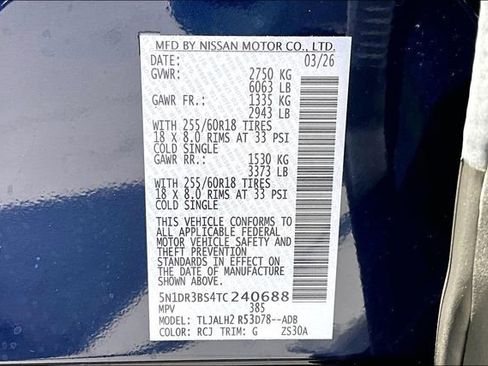 MFD BY NISSAN MOTOR CO., LTD.
DATE: 03/26
GVWR: 2750 KG
6063 LB
GAWR FR.: 1335 KG
2943 LB
WITH 255/60R18 TIRES
18 X 8.0 RIMS AT 33 PSI
COLD SINGLE
GAWR RR.: 1530 KG
3373 LB
WITH 255/60R18 TIRES
18 X 8.0 RIMS AT 33 PSI
COLD SINGLE
THIS VEHICLE CONFORMS TO
ALL APPLICABLE FEDERAL
MOTOR VEHICLE SAFETY AND
THEFT PREVENTION
STANDARDS IN EFFECT ON
THE DATE OF MANUFACTURE
SHOWN ABOVE.
5N1DR3BS4TC240688
MPV 385
MODEL: TLJALH2 R53D78--ADB
COLOR: RCJ TRIM: G ZS30A